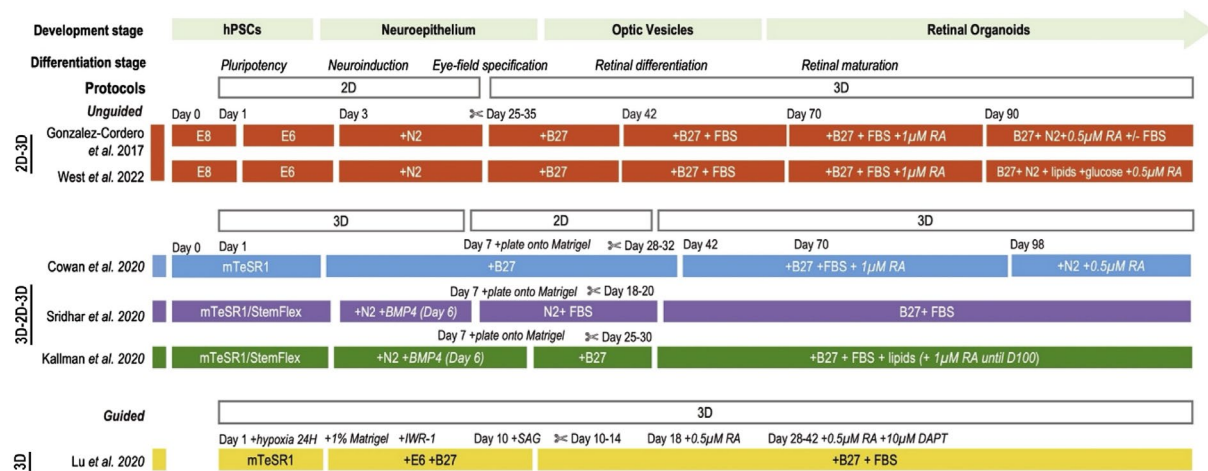 Development stage hPSCs Neuroepithelium Optic Vesicles Retinal Organoids
Differentiation stage Pluripotency Neuroinduction Eye-field specification Retinal differentiation Retinal maturation
Protocols 2D 3D
Unguided Day 0 Day 1 Day 3 Day 25-35 Day 42 Day 70 Day 90
2D-3D
Gonzalez-Cordero et al. 2017 E8 E6 +N2 +B27 +B27 + FBS +B27 + FBS +1µM RA B27+ N2+0.5µM RA +/- FBS
West et al. 2022 E8 E6 +N2 +B27 +B27 + FBS +B27 + FBS +1µM RA B27+ N2 + lipids +glucose +0.5µM RA
3D 2D 3D
Day 0 Day 1 Day 7 +plate onto Matrigel Day 28-32 Day 42 Day 70 Day 98
3D-2D-3D
Cowan et al. 2020 mTeSR1 +B27 +B27 +FBS + 1µM RA +N2 +0.5µM RA
Day 7 +plate onto Matrigel Day 18-20
Sridhar et al. 2020 mTeSR1/StemFlex +N2 +BMP4 (Day 6) N2+ FBS B27+ FBS
Day 7 +plate onto Matrigel Day 25-30
Kallman et al. 2020 mTeSR1/StemFlex +N2 +BMP4 (Day 6) +B27 +B27 + FBS + lipids (+ 1µM RA until D100)
Guided 3D
Day 1 +hypoxia 24H +1% Matrigel +IWR-1 Day 10 +SAG Day 10-14 Day 18 +0.5µM RA Day 28-42 +0.5µM RA +10µM DAPT
3D
Lu et al. 2020 mTeSR1 +E6 +B27 +B27 + FBS